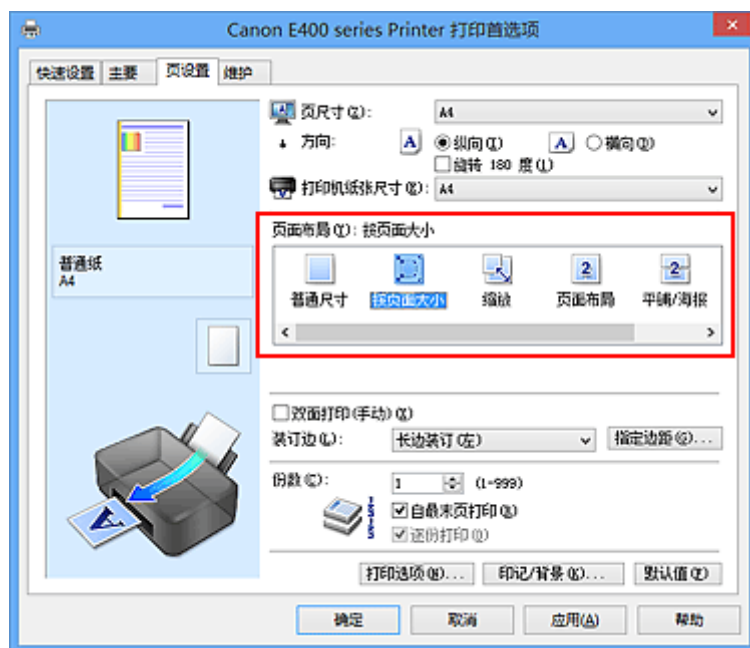 Canon E400 series Printer 打印首选项
快速设置 主要 页设置 维护
页尺寸(Z): A4
方向: A 纵向(T) A 横向(D)
旋转 180 度(L)
打印机纸张尺寸(E): A4
页面布局(Y): 按页面大小
普通尺寸 按页面大小 缩放 页面布局 平铺/海报
普通纸
A4
双面打印(手动)(X)
装订边(L): 长边装订(左) 指定边距(G)...
份数(C): 1 (1-999)
自最末页打印(R)
逐份打印(O)
打印选项(N)... 印记/背景(K)... 默认值(F)
确定 取消 应用(A) 帮助